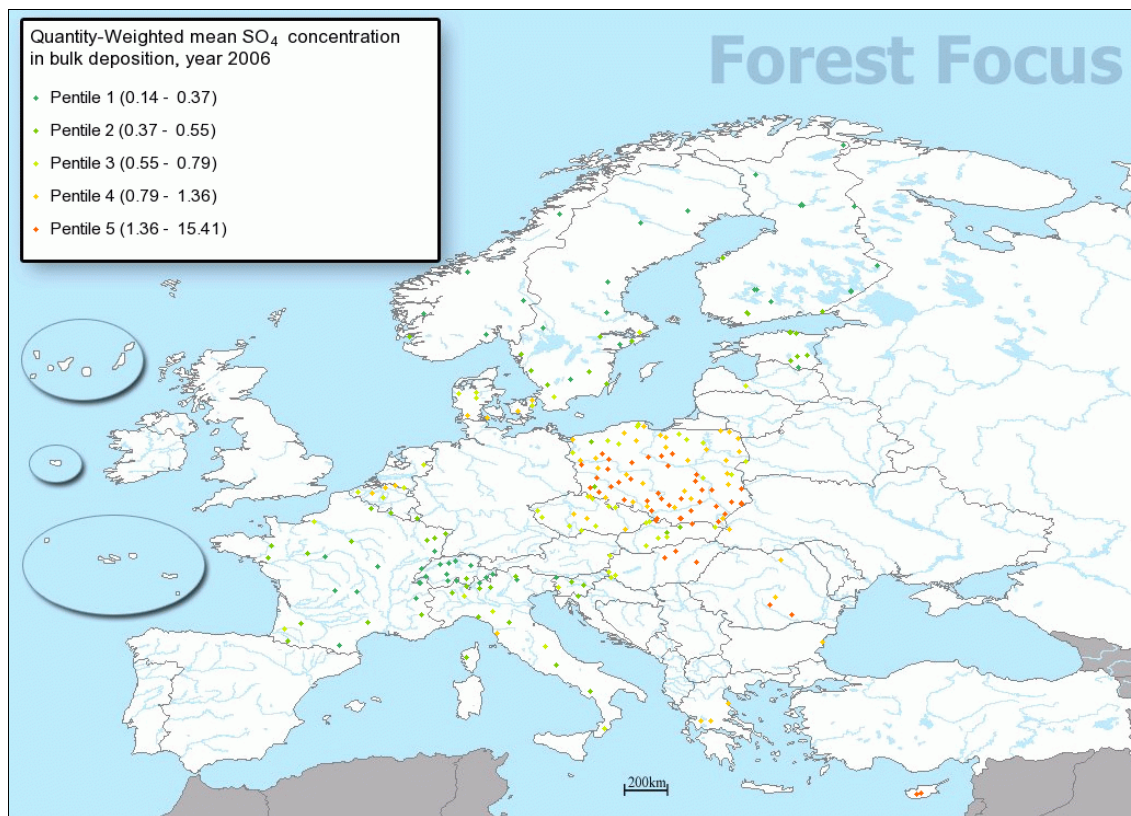 Quantity-Weighted mean SO4 concentration
in bulk deposition, year 2006
Pentile 1 (0.14 - 0.37)
Pentile 2 (0.37 - 0.55)
Pentile 3 (0.55 - 0.79)
Pentile 4 (0.79 - 1.36)
Pentile 5 (1.36 - 15.41)
Forest Focus
200km